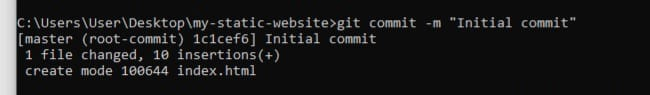 C:\Users\User\Desktop\my-static-website>git commit -m "Initial commit"
[master (root-commit) 1c1cef6] Initial commit
 1 file changed, 10 insertions(+)
 create mode 100644 index.html